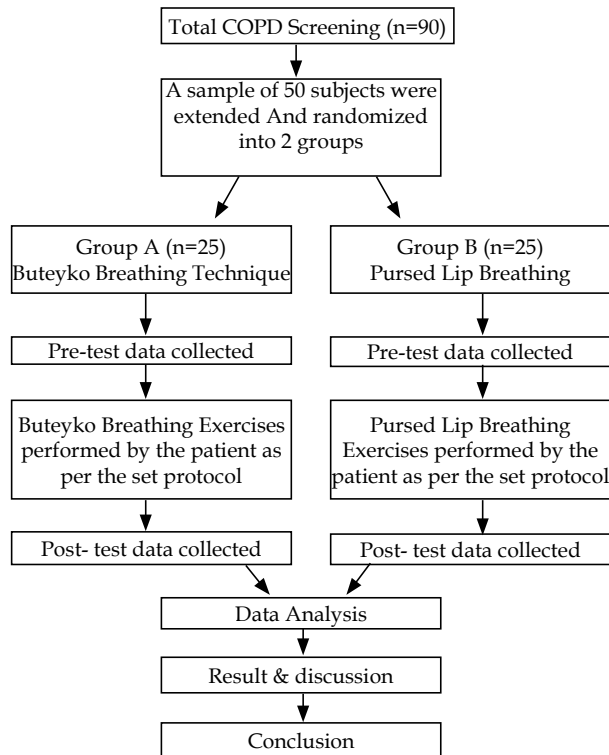 Total COPD Screening (n=90)
A sample of 50 subjects were
extended And randomized
into 2 groups
Group A (n=25)
Buteyko Breathing Technique
Group B (n=25)
Pursed Lip Breathing
Pre-test data collected
Pre-test data collected
Buteyko Breathing Exercises
performed by the patient as
per the set protocol
Pursed Lip Breathing
Exercises performed by the
patient as per the set protocol
Post- test data collected
Post- test data collected
Data Analysis
Result & discussion
Conclusion